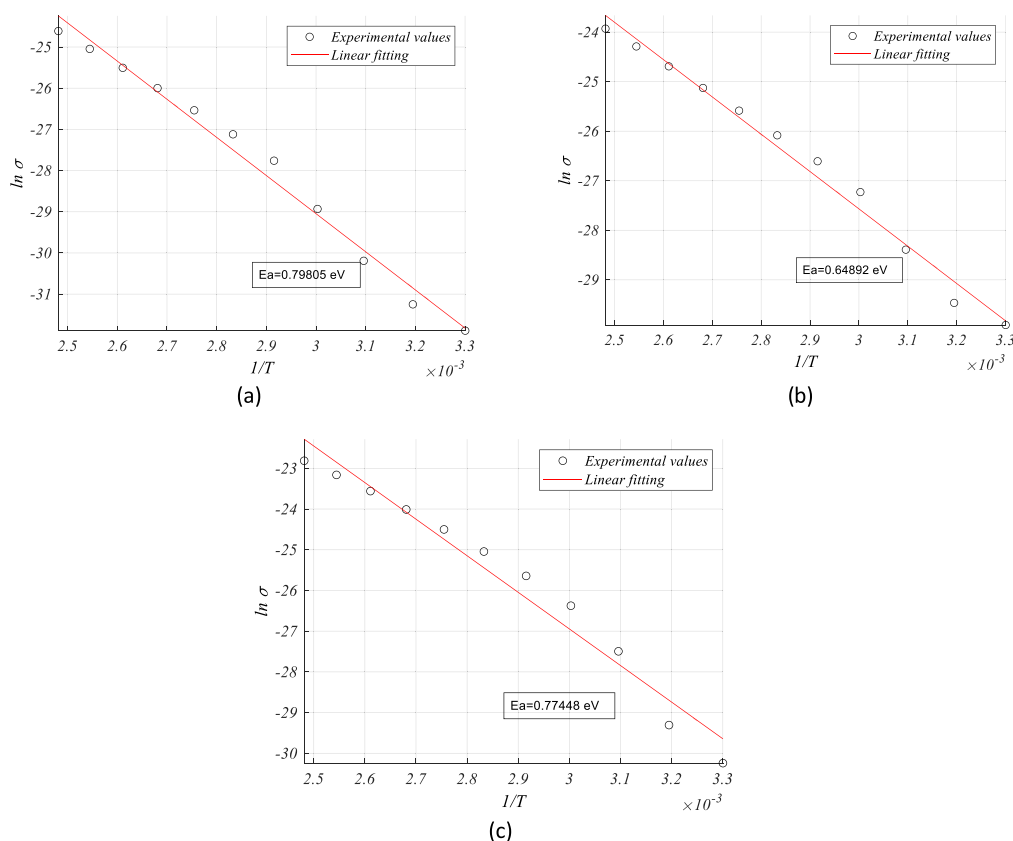 Experimental values
Linear fitting
-25
-26
-27
-28
-29
-30
-31
ln σ
Ea=0.79805 eV
2.5 2.6 2.7 2.8 2.9 3 3.1 3.2 3.3
1/T
×10-3
(a)
Experimental values
Linear fitting
-24
-25
-26
-27
-28
-29
ln σ
Ea=0.64892 eV
2.5 2.6 2.7 2.8 2.9 3 3.1 3.2 3.3
1/T
×10-3
(b)
Experimental values
Linear fitting
-23
-24
-25
-26
-27
-28
-29
-30
ln σ
Ea=0.77448 eV
2.5 2.6 2.7 2.8 2.9 3 3.1 3.2 3.3
1/T
×10-3
(c)